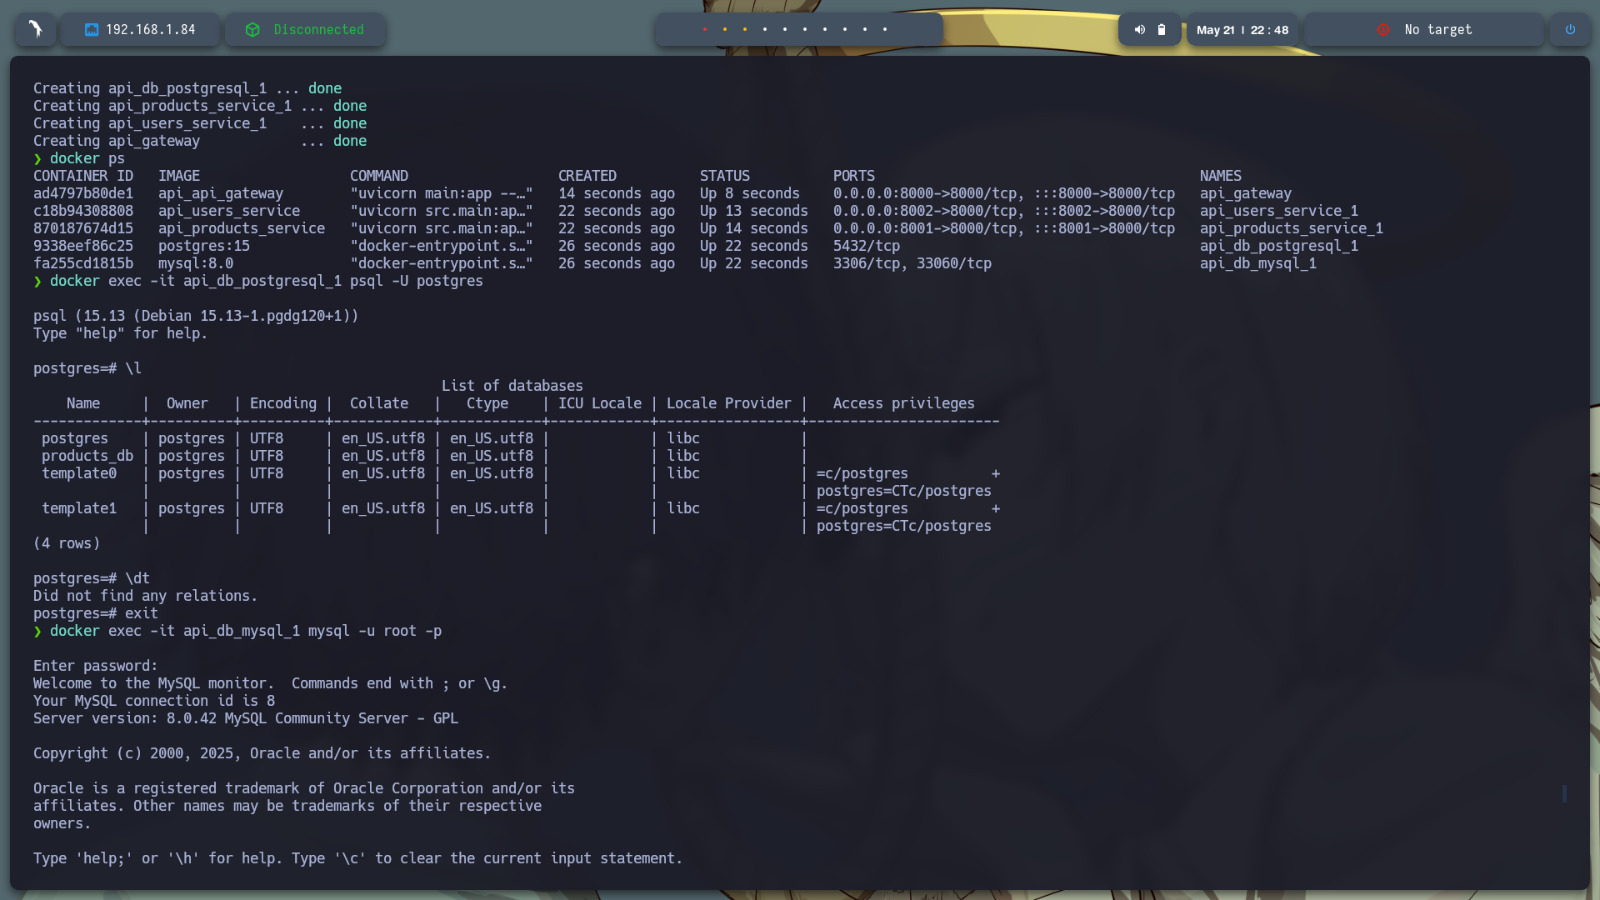 192.168.1.84
Disconnected
May 21 | 22 : 48
No target
Creating api_db_postgresql_1 ... done
Creating api_products_service_1 ... done
Creating api_users_service_1    ... done
Creating api_gateway            ... done
❯ docker ps
CONTAINER ID   IMAGE                  COMMAND                  CREATED          STATUS          PORTS                                       NAMES
ad4797b80de1   api_api_gateway        "uvicorn main:app --…"   14 seconds ago   Up 8 seconds    0.0.0.0:8000->8000/tcp, :::8000->8000/tcp   api_gateway
c18b94308808   api_users_service      "uvicorn src.main:ap…"   22 seconds ago   Up 13 seconds   0.0.0.0:8002->8002/tcp, :::8002->8002/tcp   api_users_service_1
870187674d15   api_products_service   "uvicorn src.main:ap…"   22 seconds ago   Up 14 seconds   0.0.0.0:8001->8001/tcp, :::8001->8001/tcp   api_products_service_1
9338eef86c25   postgres:15            "docker-entrypoint.s…"   26 seconds ago   Up 22 seconds   5432/tcp                                    api_db_postgresql_1
fa255cd1815b   mysql:8.0              "docker-entrypoint.s…"   26 seconds ago   Up 22 seconds   3306/tcp, 33060/tcp                         api_db_mysql_1
❯ docker exec -it api_db_postgresql_1 psql -U postgres
psql (15.13 (Debian 15.13-1.pgdg120+1))
Type "help" for help.
postgres=# \l
                                                 List of databases
    Name     |  Owner   | Encoding |  Collate   |   Ctype    | ICU Locale | Locale Provider |   Access privileges
-------------+----------+----------+------------+------------+------------+-----------------+-----------------------
 postgres    | postgres | UTF8     | en_US.utf8 | en_US.utf8 |            | libc            |
 products_db | postgres | UTF8     | en_US.utf8 | en_US.utf8 |            | libc            |
 template0   | postgres | UTF8     | en_US.utf8 | en_US.utf8 |            | libc            | =c/postgres          +
             |          |          |            |            |            |                 | postgres=CTc/postgres
 template1   | postgres | UTF8     | en_US.utf8 | en_US.utf8 |            | libc            | =c/postgres          +
             |          |          |            |            |            |                 | postgres=CTc/postgres
(4 rows)
postgres=# \dt
Did not find any relations.
postgres=# exit
❯ docker exec -it api_db_mysql_1 mysql -u root -p
Enter password:
Welcome to the MySQL monitor.  Commands end with ; or \g.
Your MySQL connection id is 8
Server version: 8.0.42 MySQL Community Server - GPL
Copyright (c) 2000, 2025, Oracle and/or its affiliates.
Oracle is a registered trademark of Oracle Corporation and/or its
affiliates. Other names may be trademarks of their respective
owners.
Type 'help;' or '\h' for help. Type '\c' to clear the current input statement.